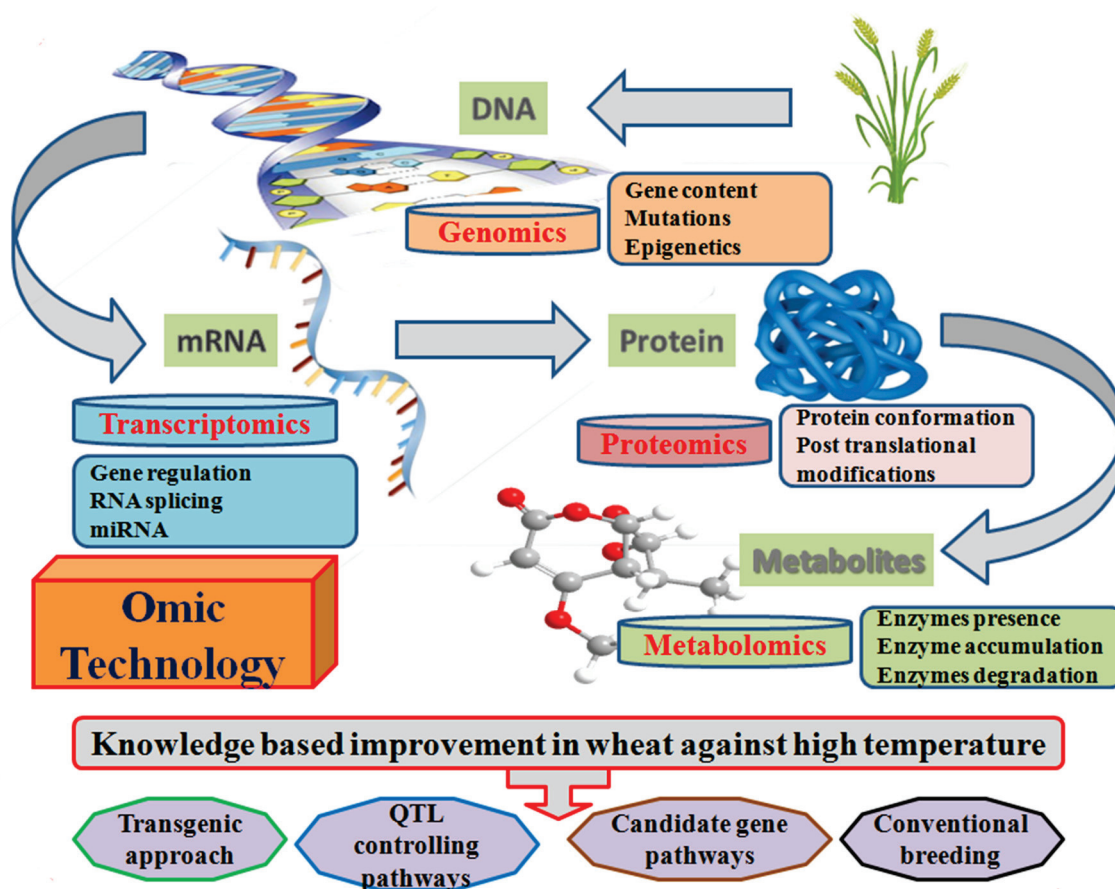 DNA
Genomics
Gene content
Mutations
Epigenetics
mRNA
Protein
Transcriptomics
Gene regulation
RNA splicing
miRNA
Proteomics
Protein conformation
Post translational
modifications
Metabolites
Metabolomics
Enzymes presence
Enzyme accumulation
Enzymes degradation
Omic
Technology
Knowledge based improvement in wheat against high temperature
Transgenic
approach
QTL
controlling
pathways
Candidate gene
pathways
Conventional
breeding